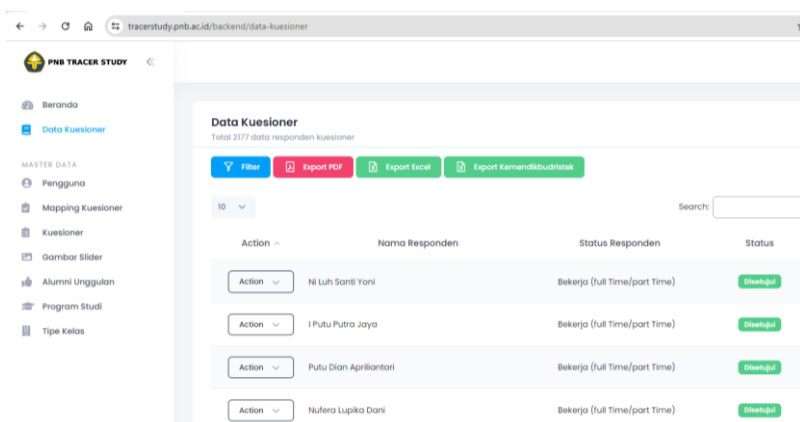 tracerstudy.pnb.ac.id/backend/data-kuesioner
PNB TRACER STUDY
Beranda
Data Kuesioner
MASTER DATA
Pengguna
Mapping Kuesioner
Kuesioner
Gambar Slider
Alumni Unggulan
Program Studi
Tipe Kelas
Data Kuesioner
Total 2177 data responden kuesioner
Filter Export PDF Export Excel Export Kemendikbudristek
10 Search:
Action Nama Responden Status Responden Status
Action Ni Luh Santi Yoni Bekerja (full Time/part Time) Disetujui
Action I Putu Putra Jaya Bekerja (full Time/part Time) Disetujui
Action Putu Dian Apriliantari Bekerja (full Time/part Time) Disetujui
Action Nufera Lupika Dani Bekerja (full Time/part Time) Disetujui